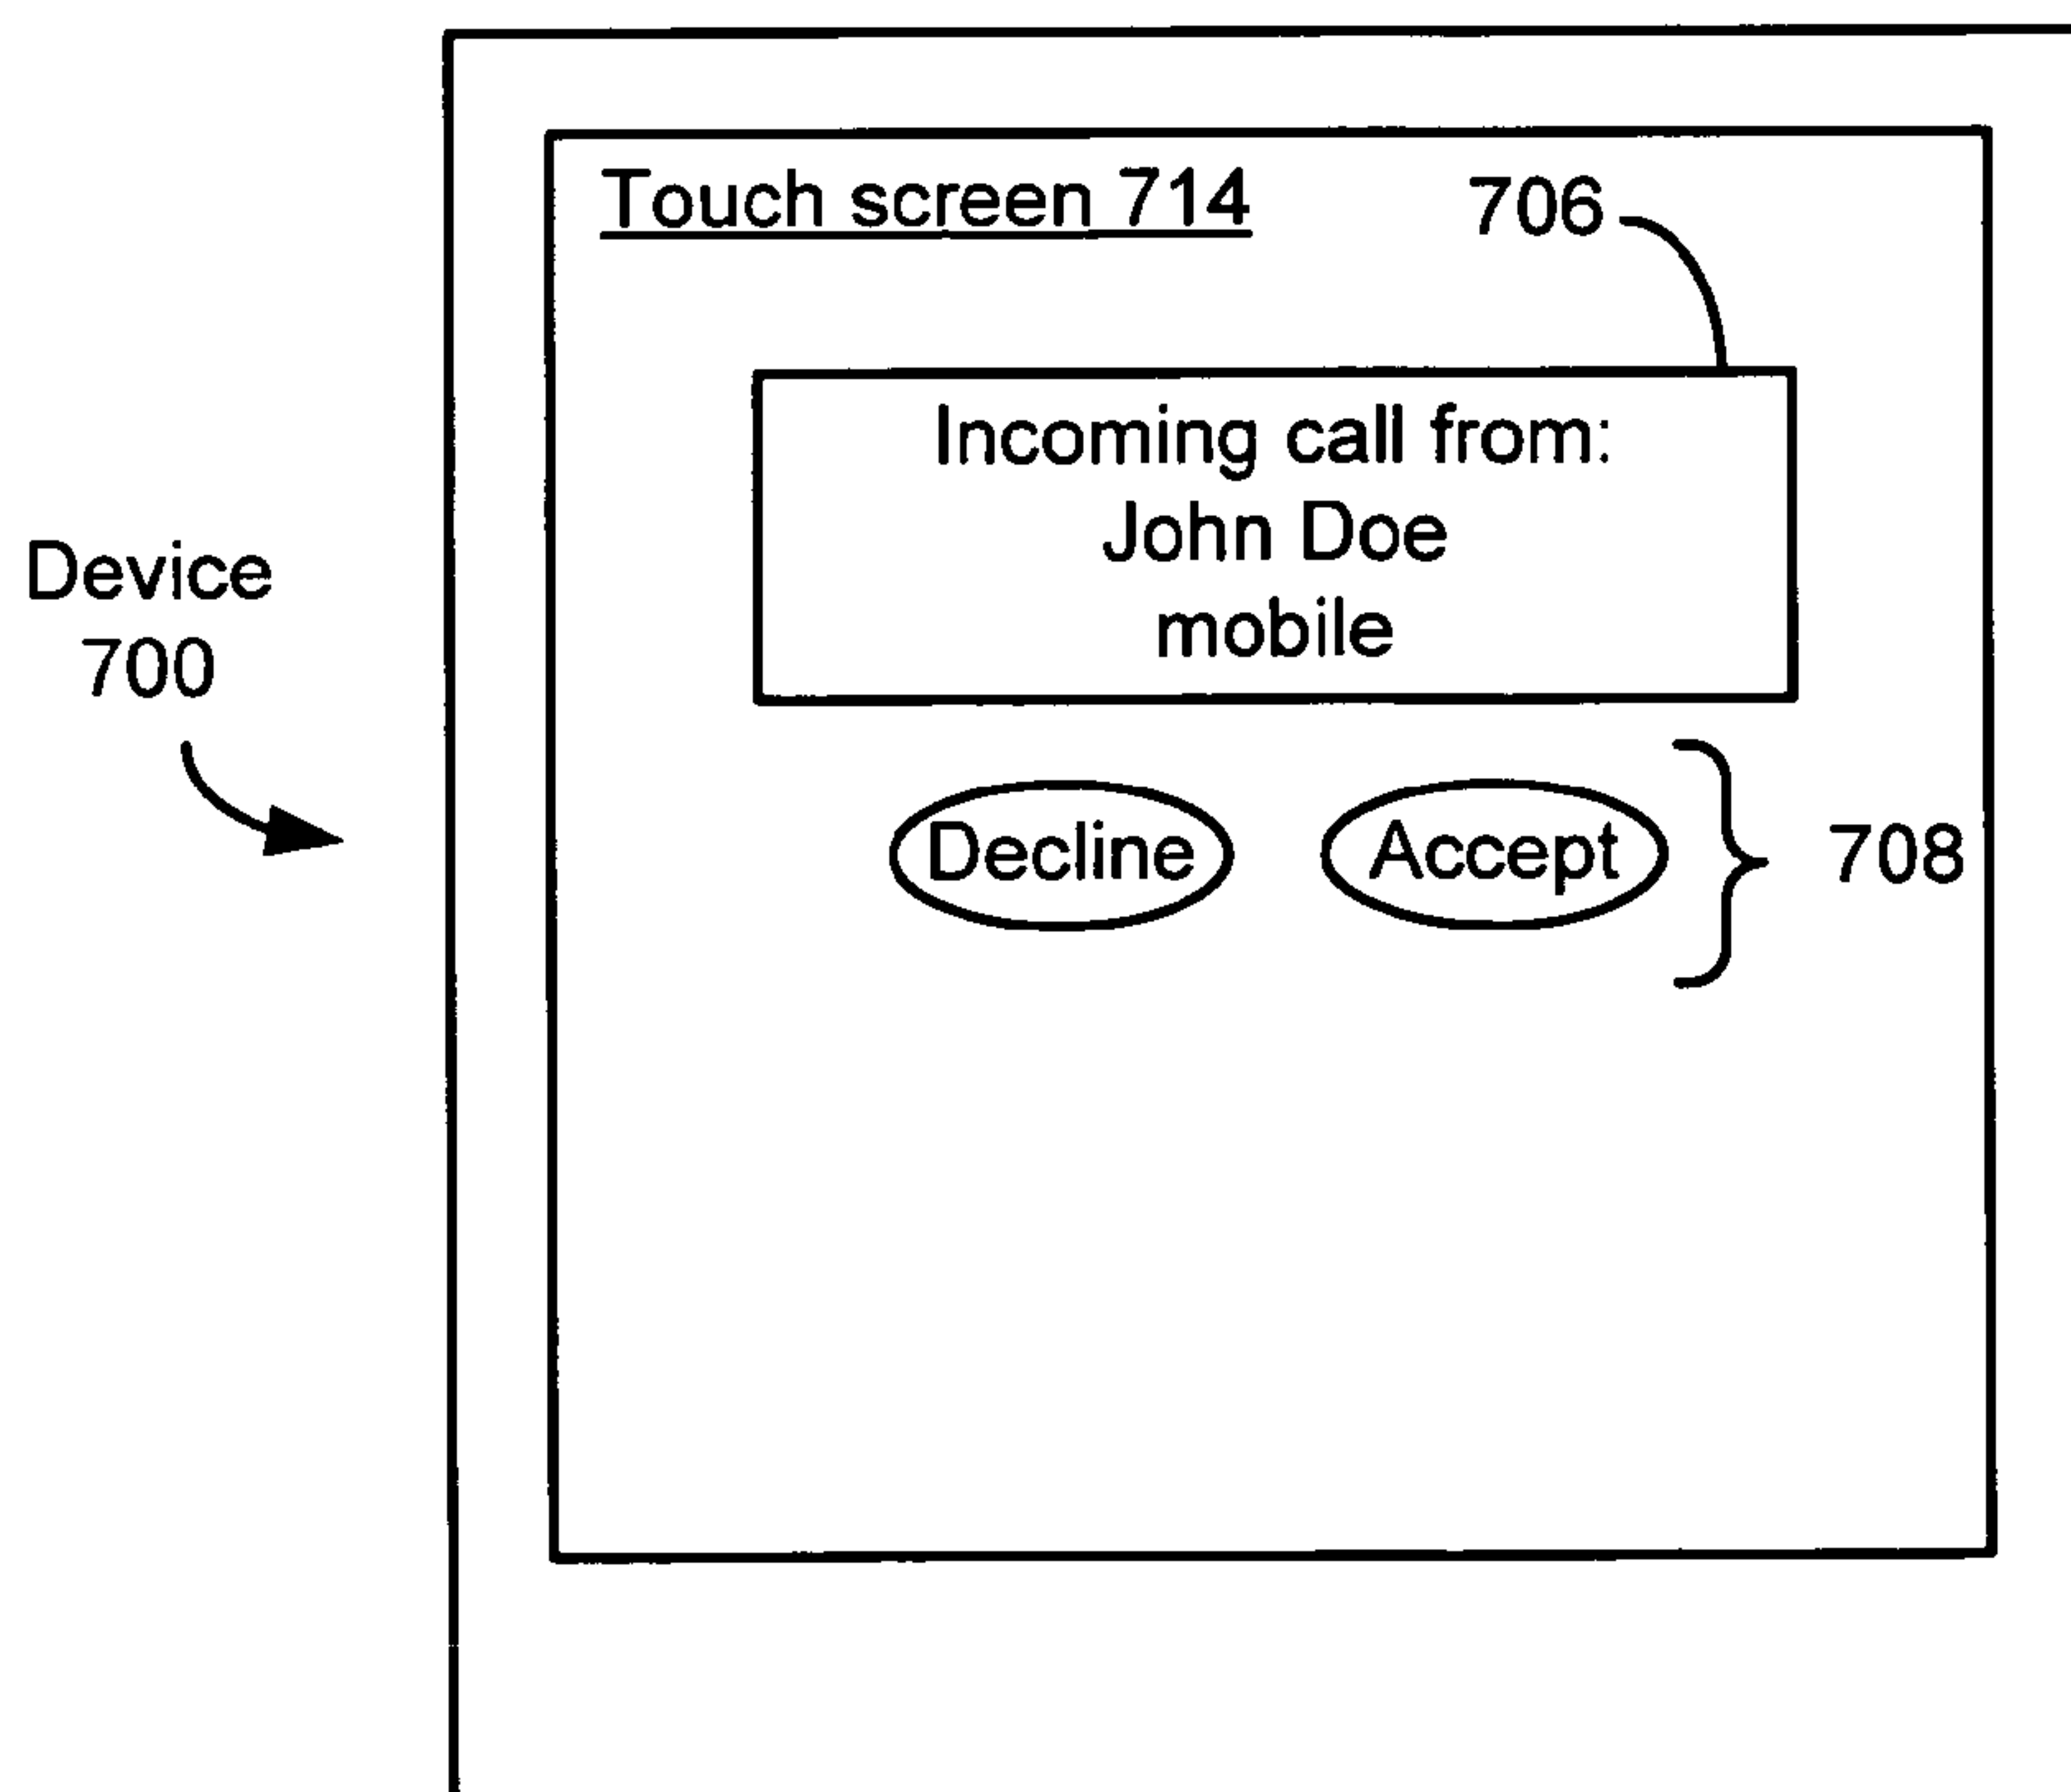 Touch screen 714
706
Incoming call from:
John Doe
mobile
Device
700
Decline
Accept
708